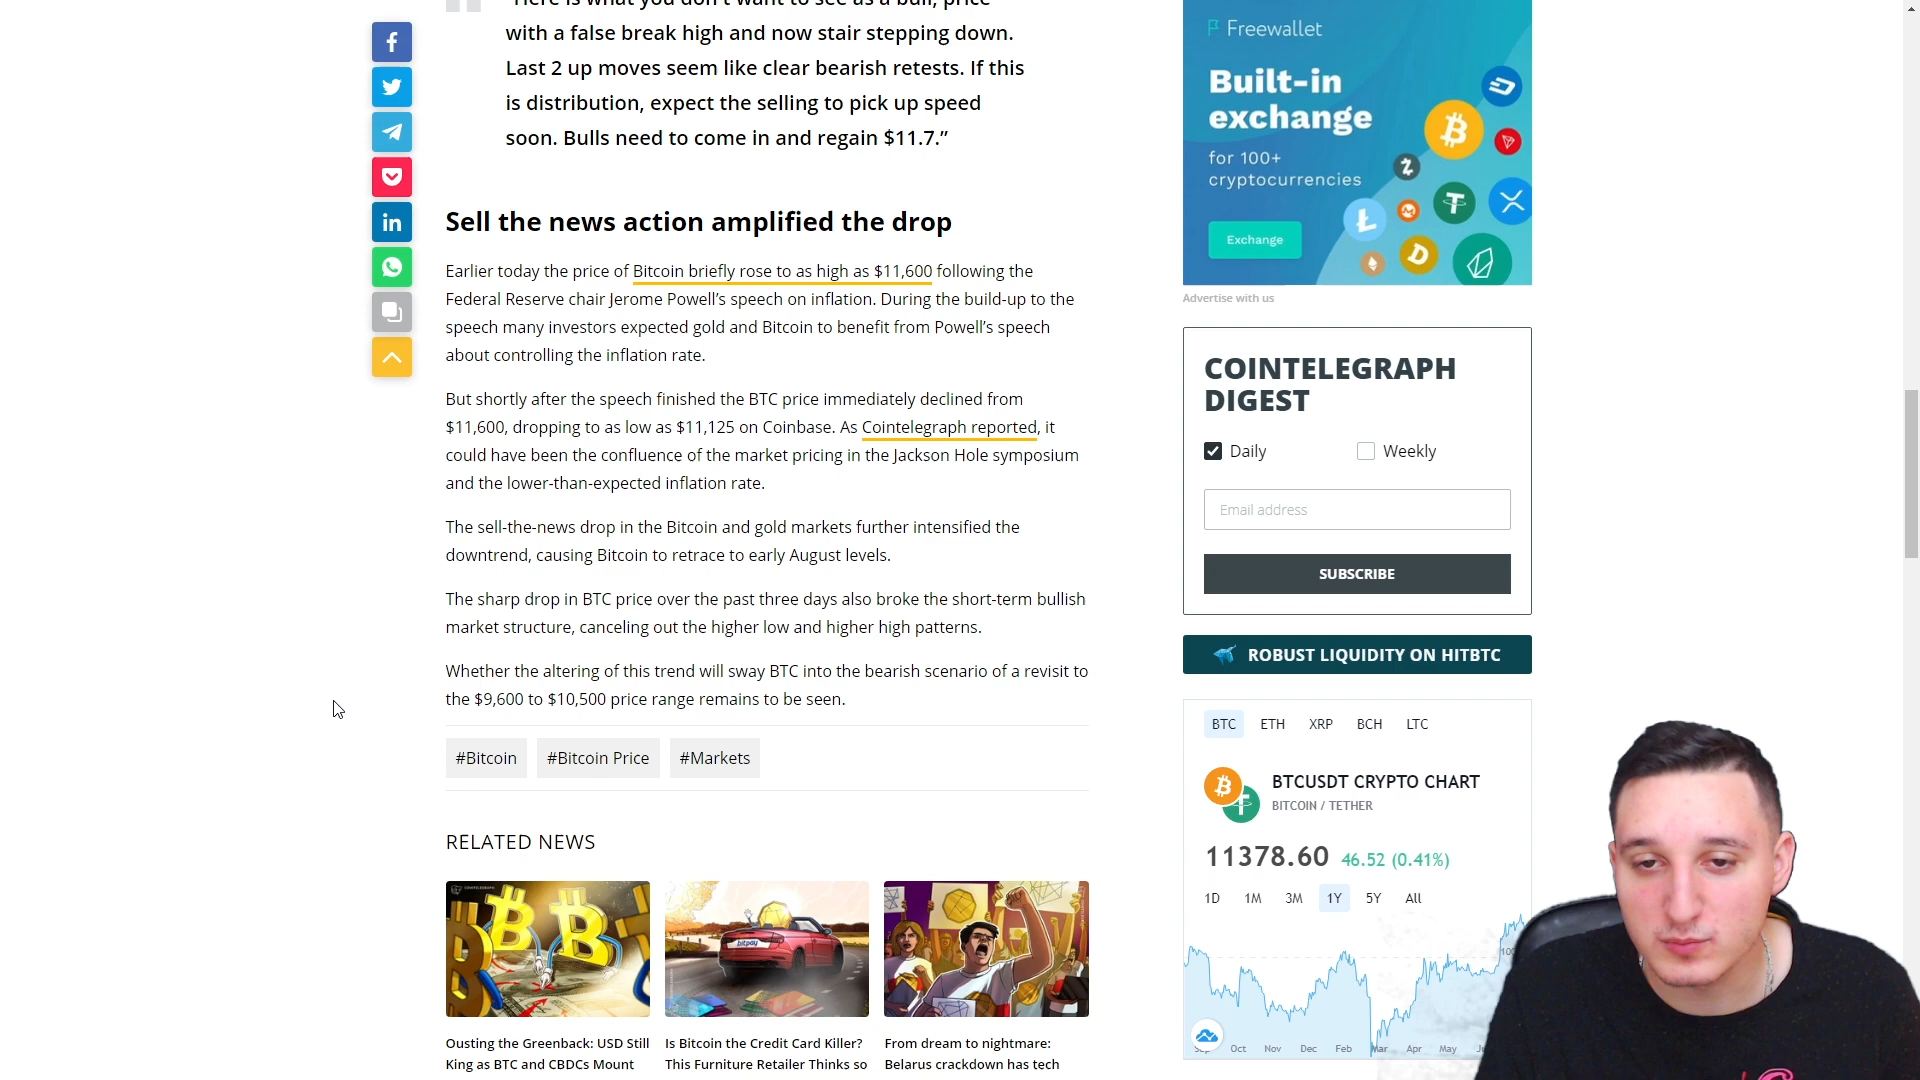 "Here is what you don't want to see as a bull, price
with a false break high and now stair stepping down.
Last 2 up moves seem like clear bearish retests. If this
is distribution, expect the selling to pick up speed
soon. Bulls need to come in and regain $11.7.”
Sell the news action amplified the drop
Earlier today the price of Bitcoin briefly rose to as high as $11,600 following the
Federal Reserve chair Jerome Powell’s speech on inflation. During the build-up to the
speech many investors expected gold and Bitcoin to benefit from Powell’s speech
about controlling the inflation rate.
But shortly after the speech finished the BTC price immediately declined from
$11,600, dropping to as low as $11,125 on Coinbase. As Cointelegraph reported, it
could have been the confluence of the market pricing in the Jackson Hole symposium
and the lower-than-expected inflation rate.
The sell-the-news drop in the Bitcoin and gold markets further intensified the
downtrend, causing Bitcoin to retrace to early August levels.
The sharp drop in BTC price over the past three days also broke the short-term bullish
market structure, canceling out the higher low and higher high patterns.
Whether the altering of this trend will sway BTC into the bearish scenario of a revisit to
the $9,600 to $10,500 price range remains to be seen.
#Bitcoin #Bitcoin Price #Markets
RELATED NEWS
COINTELEGRAPH
bitpay
Ousting the Greenback: USD Still
King as BTC and CBDCs Mount
Is Bitcoin the Credit Card Killer?
This Furniture Retailer Thinks so
From dream to nightmare:
Belarus crackdown has tech
Freewallet
Built-in
exchange
for 100+
cryptocurrencies
Exchange
Advertise with us
COINTELEGRAPH
DIGEST
Daily Weekly
Email address
SUBSCRIBE
ROBUST LIQUIDITY ON HITBTC
BTC ETH XRP BCH LTC
BTCUSDT CRYPTO CHART
BITCOIN / TETHER
11378.60 46.52 (0.41%)
1D 1M 3M 1Y 5Y All
Oct Nov Dec Feb Mar Apr May